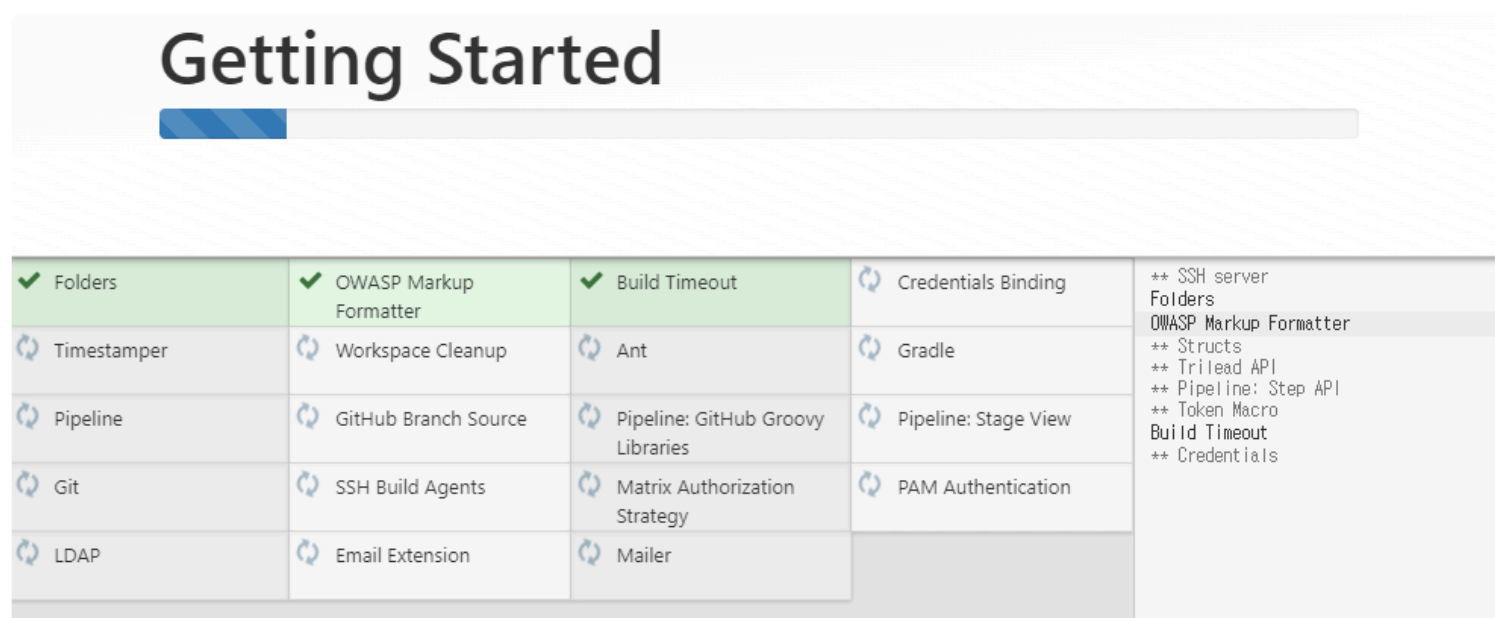 Getting Started
Folders
OWASP Markup
Formatter
Build Timeout
Credentials Binding
Timestamper
Workspace Cleanup
Ant
Gradle
Pipeline
GitHub Branch Source
Pipeline: GitHub Groovy
Libraries
Pipeline: Stage View
Git
SSH Build Agents
Matrix Authorization
Strategy
PAM Authentication
LDAP
Email Extension
Mailer
** SSH server
Folders
OWASP Markup Formatter
** Structs
** Trilead API
** Pipeline: Step API
** Token Macro
Build Timeout
** Credentials